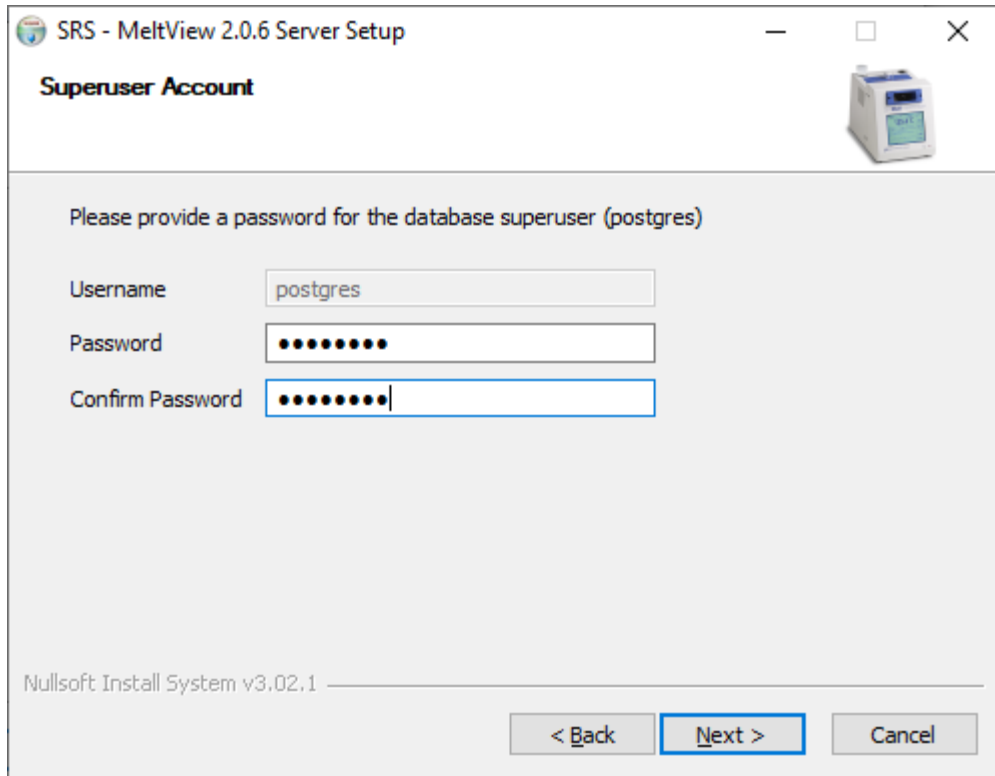 SRS - MeltView 2.0.6 Server Setup
Superuser Account
Please provide a password for the database superuser (postgres)
Username postgres
Password ●●●●●●●●
Confirm Password ●●●●●●●●
Nullsoft Install System v3.02.1
< Back Next > Cancel